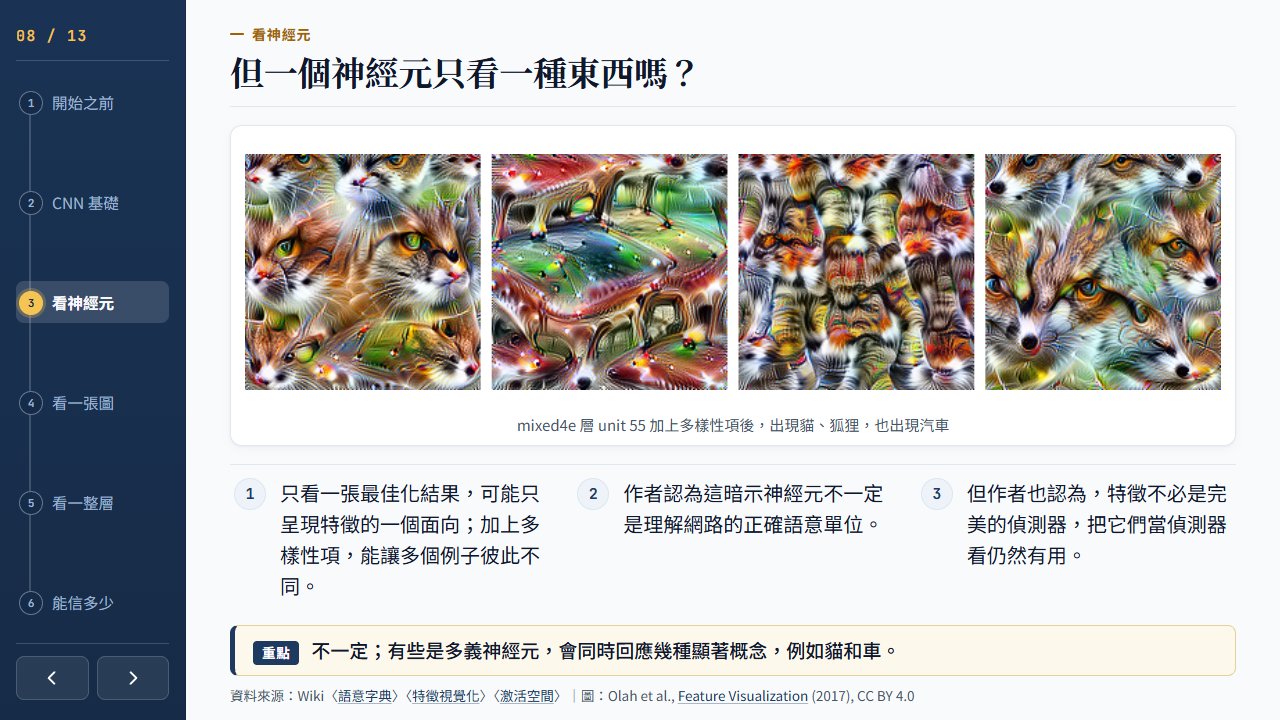 08 / 13
1 開始之前
2 CNN 基礎
3 看神經元
4 看一張圖
5 看一整層
6 能信多少
看神經元
但一個神經元只看一種東西嗎？
mixed4e 層 unit 55 加上多樣性項後，出現貓、狐狸，也出現汽車
1 只看一張最佳化結果，可能只
呈現特徵的一個面向；加上多
樣性項，能讓多個例子彼此不
同。
2 作者認為這暗示神經元不一定
是理解網路的正確語意單位。
3 但作者也認為，特徵不必是完
美的偵測器，把它們當偵測器
看仍然有用。
重點 不一定；有些是多義神經元，會同時回應幾種顯著概念，例如貓和車。
資料來源：Wiki〈語意字典〉〈特徵視覺化〉〈激活空間〉｜圖：Olah et al., Feature Visualization (2017), CC BY 4.0